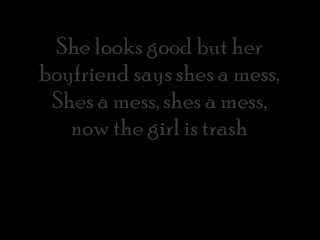 She looks good but her
boyfriend says shes a mess,
Shes a mess, shes a mess,
now the girl is trash